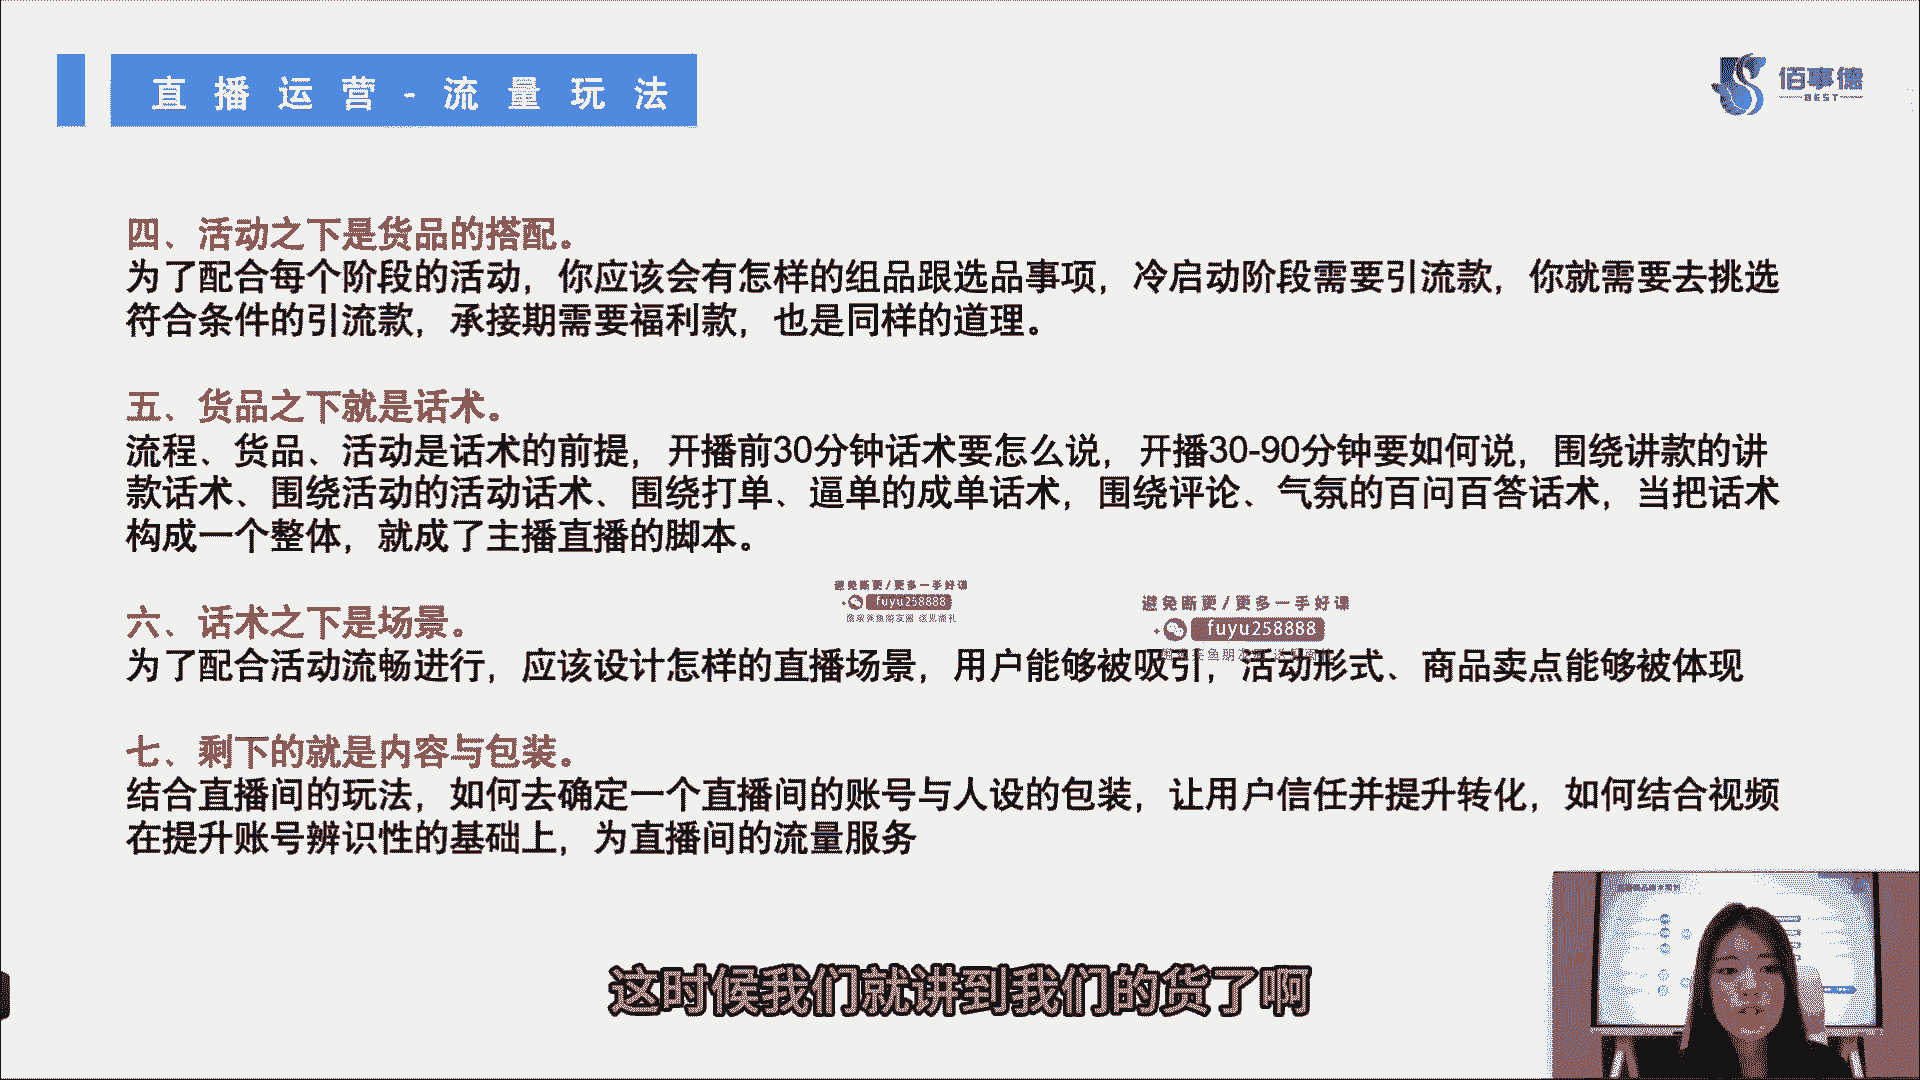 直播运营-流量玩法
佰事德
BEST
四、活动之下是货品的搭配。
为了配合每个阶段的活动，你应该会有怎样的组品跟选品事项，冷启动阶段需要引流款，你就需要去挑选
符合条件的引流款，承接期需要福利款，也是同样的道理。
五、货品之下就是话术。
流程、货品、活动是话术的前提，开播前30分钟话术要怎么说，开播30-90分钟要如何说，围绕讲款的讲
款话术、围绕活动的活动话术、围绕打单、逼单的成单话术，围绕评论、气氛的百问百答话术，当把话术
构成一个整体，就成了主播直播的脚本。
避免断更/更多一手好课
fuyu258888
避免断更/更多一手好课
fuyu258888
六、话术之下是场景。
为了配合活动流畅进行，应该设计怎样的直播场景，用户能够被吸引，活动形式、商品卖点能够被体现
七、剩下的就是内容与包装。
结合直播间的玩法，如何去确定一个直播间的账号与人设的包装，让用户信任并提升转化，如何结合视频
在提升账号辨识性的基础上，为直播间的流量服务
这时候我们就讲到我们的货了啊